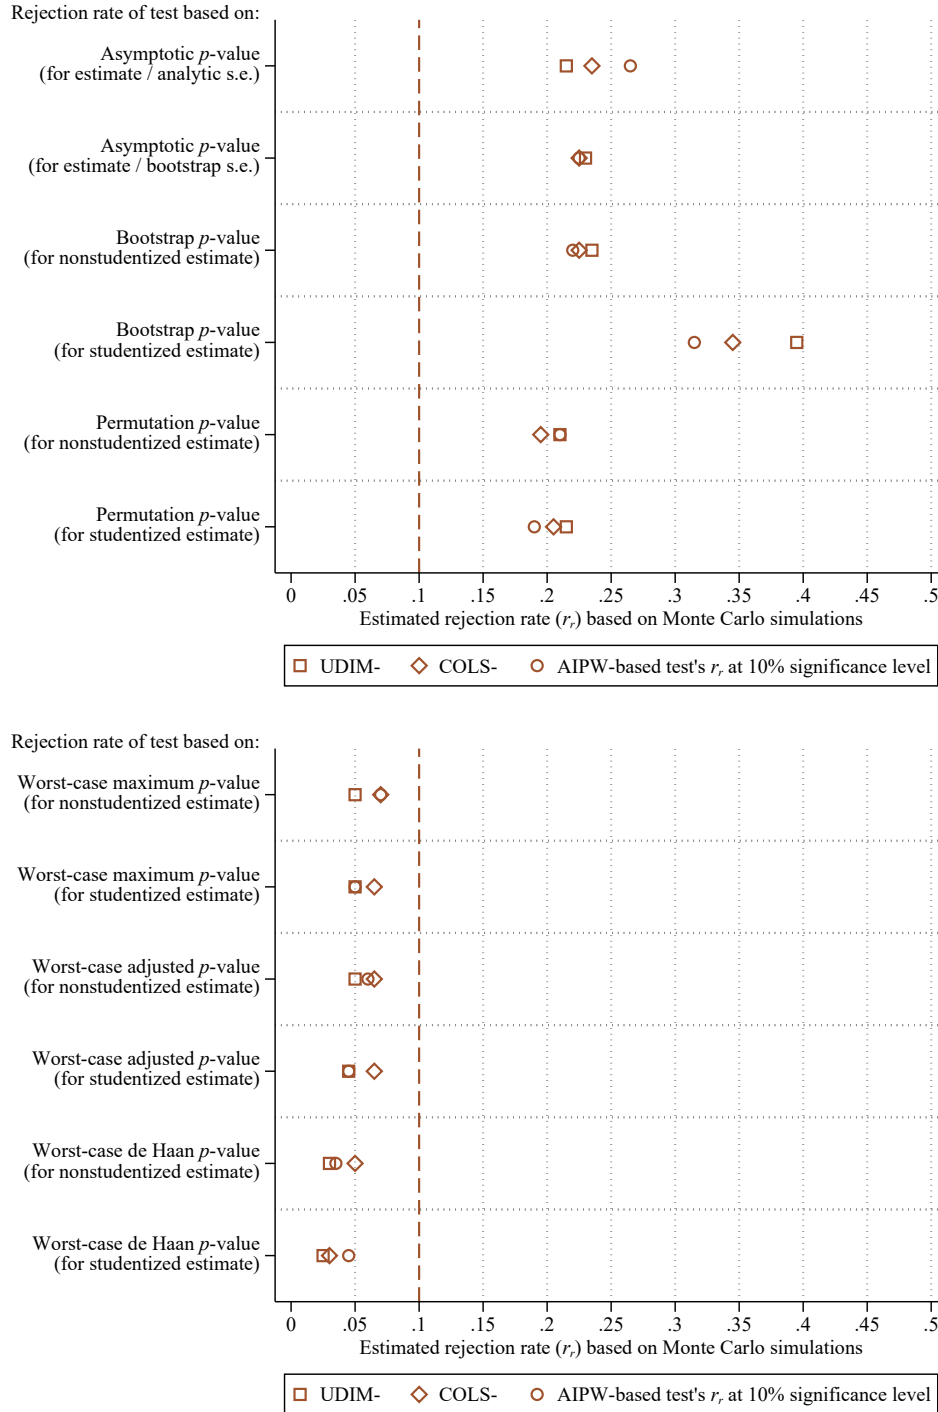 Rejection rate of test based on:
Asymptotic p-value
(for estimate / analytic s.e.)
Asymptotic p-value
(for estimate / bootstrap s.e.)
Bootstrap p-value
(for nonstudentized estimate)
Bootstrap p-value
(for studentized estimate)
Permutation p-value
(for nonstudentized estimate)
Permutation p-value
(for studentized estimate)
0 .05 .1 .15 .2 .25 .3 .35 .4 .45 .5
Estimated rejection rate (r_r) based on Monte Carlo simulations
UDIM- COLS- AIPW-based test's r_r at 10% significance level
Rejection rate of test based on:
Worst-case maximum p-value
(for nonstudentized estimate)
Worst-case maximum p-value
(for studentized estimate)
Worst-case adjusted p-value
(for nonstudentized estimate)
Worst-case adjusted p-value
(for studentized estimate)
Worst-case de Haan p-value
(for nonstudentized estimate)
Worst-case de Haan p-value
(for studentized estimate)
0 .05 .1 .15 .2 .25 .3 .35 .4 .45 .5
Estimated rejection rate (r_r) based on Monte Carlo simulations
UDIM- COLS- AIPW-based test's r_r at 10% significance level